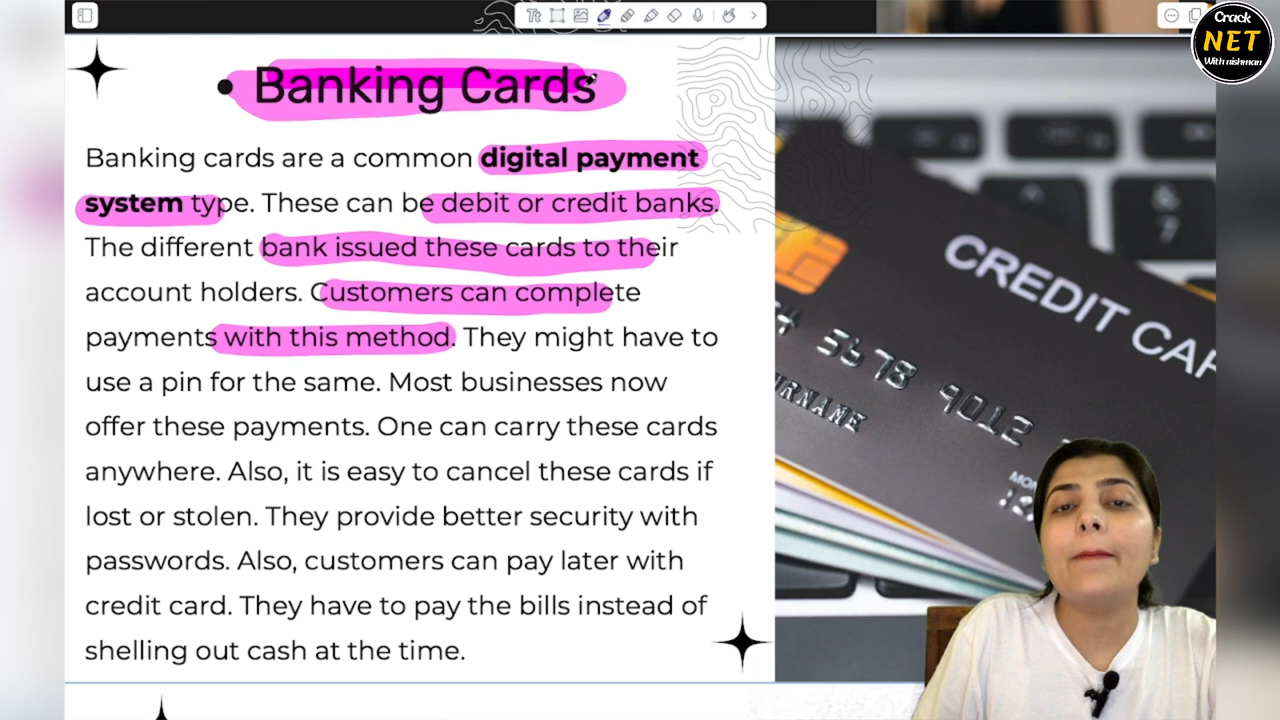 Crack
NET
With nishman
• Banking Cards
Banking cards are a common digital payment
system type. These can be debit or credit banks.
The different bank issued these cards to their
account holders. Customers can complete
payments with this method. They might have to
use a pin for the same. Most businesses now
offer these payments. One can carry these cards
anywhere. Also, it is easy to cancel these cards if
lost or stolen. They provide better security with
passwords. Also, customers can pay later with
credit card. They have to pay the bills instead of
shelling out cash at the time.
CREDIT CAR
5678 9012
URNAME